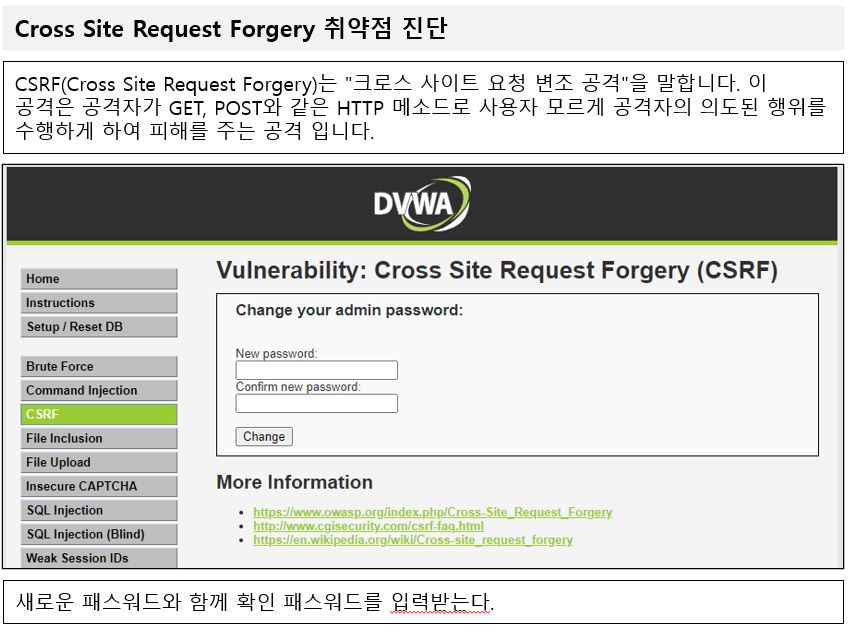 Cross Site Request Forgery 취약점 진단
CSRF(Cross Site Request Forgery)는 "크로스 사이트 요청 변조 공격"을 말합니다. 이
공격은 공격자가 GET, POST와 같은 HTTP 메소드로 사용자 모르게 공격자의 의도된 행위를
수행하게 하여 피해를 주는 공격 입니다.
DVWA
Home
Instructions
Setup / Reset DB
Brute Force
Command Injection
CSRF
File Inclusion
File Upload
Insecure CAPTCHA
SQL Injection
SQL Injection (Blind)
Weak Session IDs
Vulnerability: Cross Site Request Forgery (CSRF)
Change your admin password:
New password:
Confirm new password:
Change
More Information
https://www.owasp.org/index.php/Cross-Site_Request_Forgery
http://www.cgisecurity.com/csrf-faq.html
https://en.wikipedia.org/wiki/Cross-site_request_forgery
새로운 패스워드와 함께 확인 패스워드를 입력받는다.